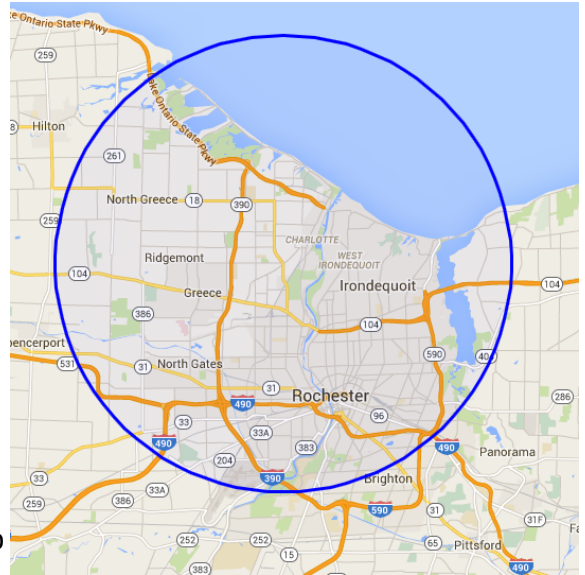 Lake Ontario State Pkwy
259
Lake Ontario State Pkwy
Hilton
261
North Greece
18
390
259
CHARLOTTE
WEST
IRONDEQUOIT
Ridgemont
104
Greece
Irondequoit
104
386
104
590
404
531
31
North Gates
31
286
490
Rochester
96
33
33A
490
383
490
Panorama
204
33
390
Brighton
386
33A
259
590
31
31F
252
252
65
Pittsford
15
383
490